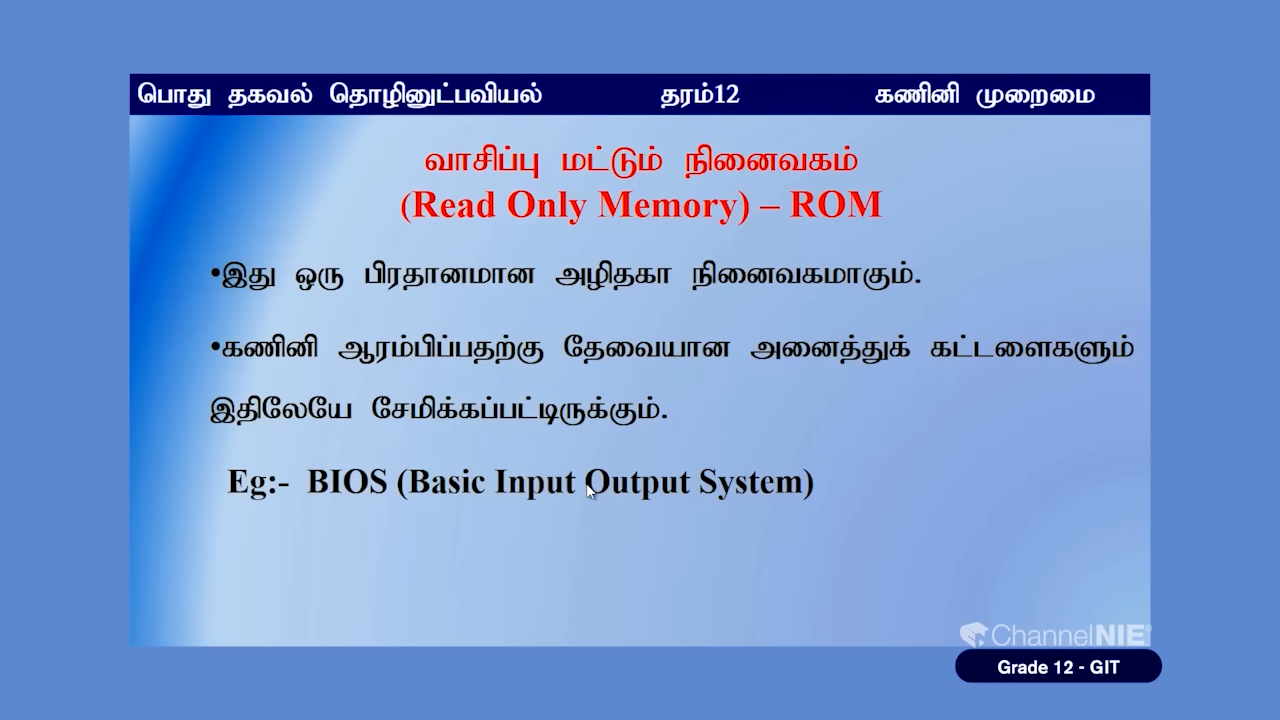 பொது தகவல் தொழினுட்பவியல் தரம்12 கணினி முறைமை
வாசிப்பு மட்டும் நினைவகம்
(Read Only Memory) – ROM
•இது ஒரு பிரதானமான அழிதகா நினைவகமாகும்.
•கணினி ஆரம்பிப்பதற்கு தேவையான அனைத்துக் கட்டளைகளும்
இதிலேயே சேமிக்கப்பட்டிருக்கும்.
Eg:- BIOS (Basic Input Output System)
ChannelNIE
Grade 12 - GIT